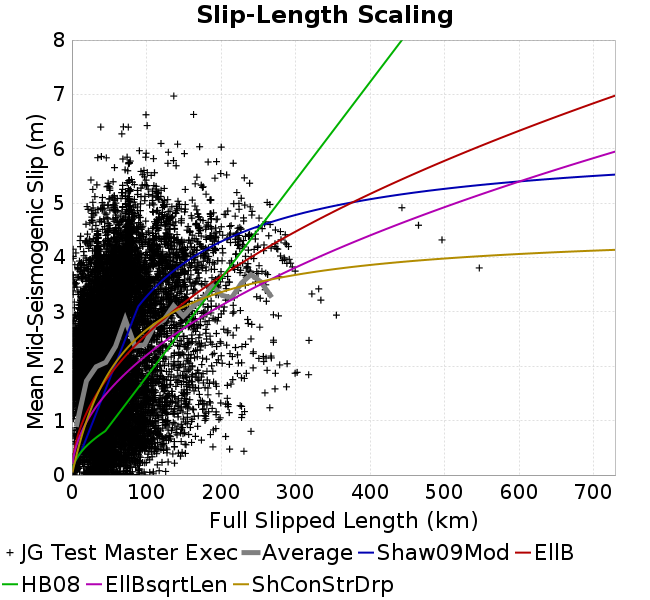 Slip-Length Scaling
Mean Mid-Seismogenic Slip (m)
8
7
6
5
4
3
2
1
0
0 100 200 300 400 500 600 700
Full Slipped Length (km)
JG Test Master Exec Average Shaw09Mod EllB
HB08 EllBsqrtLen ShConStrDrp